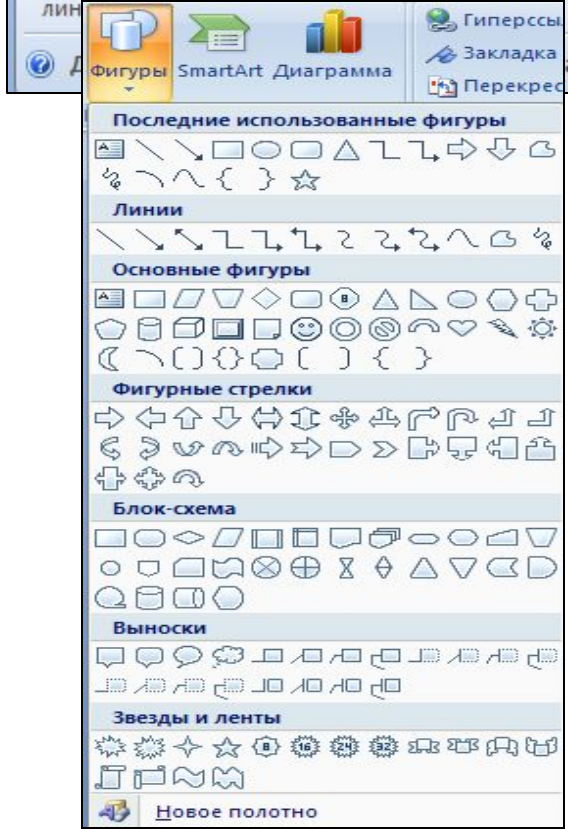 лин
Гиперссы
Закладка
Д
Фигуры SmartArt Диаграмма
Перекрес
Последние использованные фигуры
Линии
Основные фигуры
Фигурные стрелки
Блок-схема
Выноски
Звезды и ленты
Новое полотно